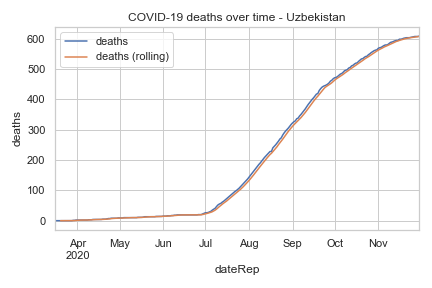 COVID-19 deaths over time - Uzbekistan
deaths
deaths (rolling)
600
500
400
300
200
100
0
deaths
Apr
2020
May
Jun
Jul
Aug
Sep
Oct
Nov
dateRep